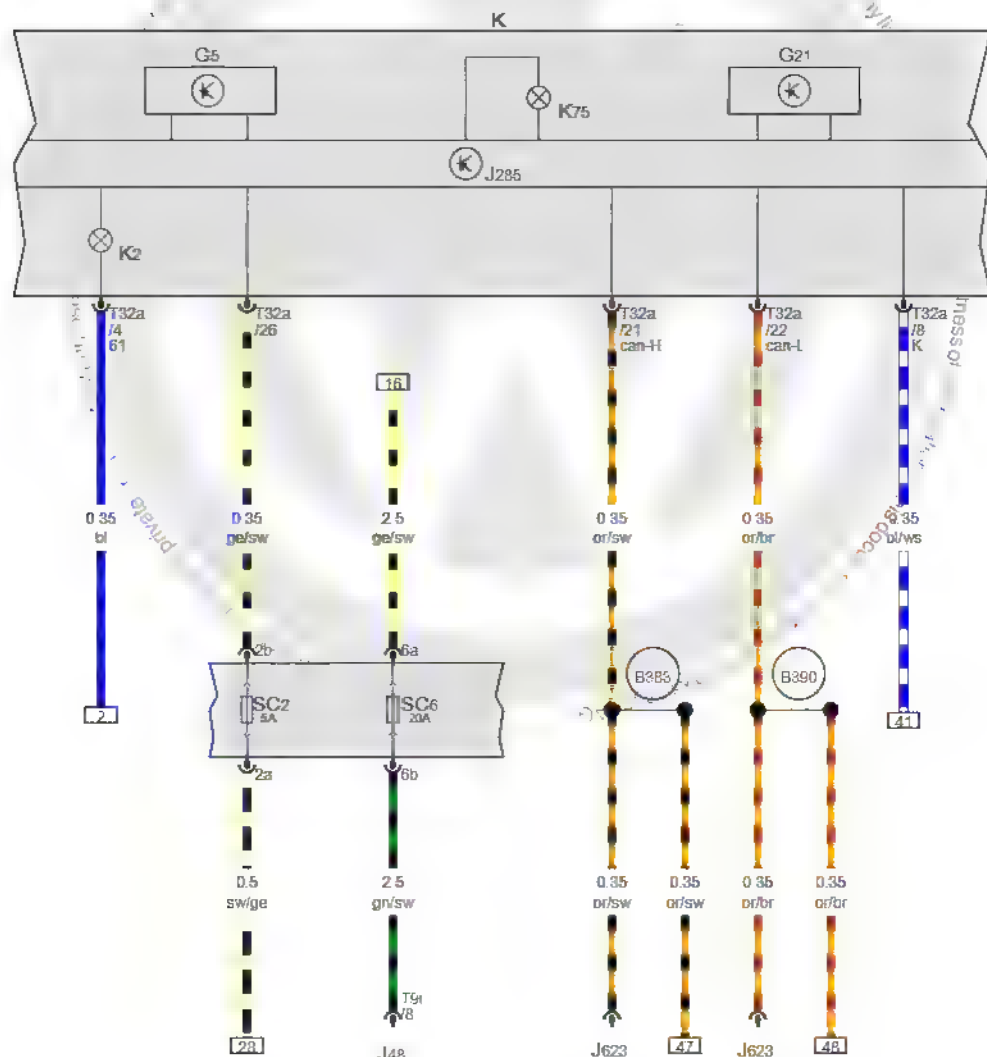 K
G5
G21
K75
J285
K2
T32a
/4
61
T32a
/26
T32a
/21
can-H
T32a
/22
can-L
T32a
/8
K
16
0.35
bl
0.35
ge/sw
2.5
ge/sw
0.35
or/sw
0.35
or/br
0.35
bl/ws
private
2b
6a
B383
B390
SC2
5A
SC6
20A
2
41
2a
6b
0.5
sw/ge
2.5
gn/sw
0.35
or/sw
0.35
or/sw
0.35
or/br
0.35
or/br
/8
28
J48
J623
47
J623